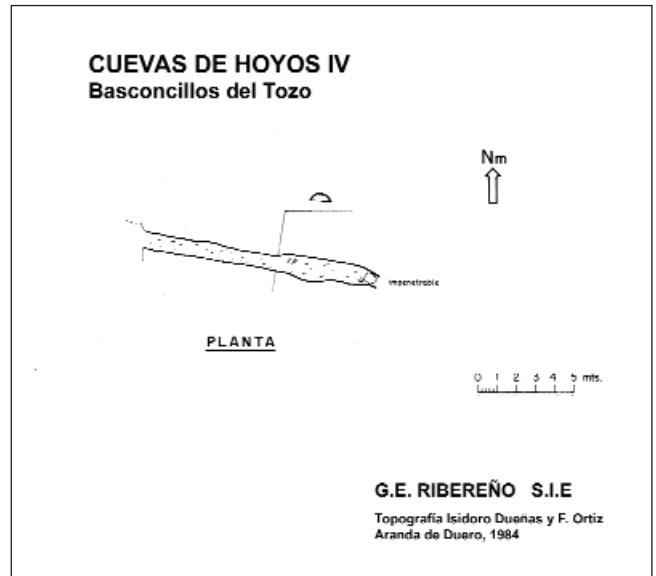 CUEVAS DE HOYOS IV
Basconcillos del Tozo
Nm
impenetrable
PLANTA
0 1 2 3 4 5 mts.
G.E. RIBEREÑO S.I.E
Topografía Isidoro Dueñas y F. Ortiz
Aranda de Duero, 1984